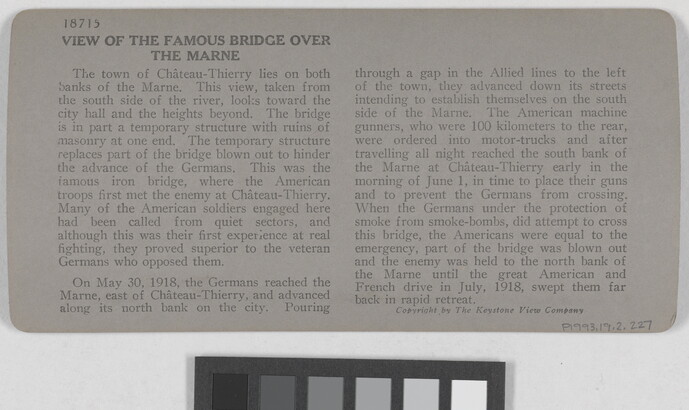 18715
VIEW OF THE FAMOUS BRIDGE OVER
THE MARNE
The town of Château-Thierry lies on both
banks of the Marne. This view, taken from
the south side of the river, looks toward the
city hall and the heights beyond. The bridge
is in part a temporary structure with ruins of
masonry at one end. The temporary structure
replaces part of the bridge blown out to hinder
the advance of the Germans. This was the
famous iron bridge, where the American
troops first met the enemy at Château-Thierry.
Many of the American soldiers engaged here
had been called from quiet sectors, and
although this was their first experience at real
fighting, they proved superior to the veteran
Germans who opposed them.
On May 30, 1918, the Germans reached the
Marne, east of Château-Thierry, and advanced
along its north bank on the city. Pouring
through a gap in the Allied lines to the left
of the town, they advanced down its streets
intending to establish themselves on the south
side of the Marne. The American machine
gunners, who were 100 kilometers to the rear,
were ordered into motor-trucks and after
travelling all night reached the south bank of
the Marne at Château-Thierry early in the
morning of June 1, in time to place their guns
and to prevent the Germans from crossing.
When the Germans under the protection of
smoke from smoke-bombs, did attempt to cross
this bridge, the Americans were equal to the
emergency, part of the bridge was blown out
and the enemy was held to the north bank of
the Marne until the great American and
French drive in July, 1918, swept them far
back in rapid retreat.
Copyright by The Keystone View Company
P1993.19.2.227